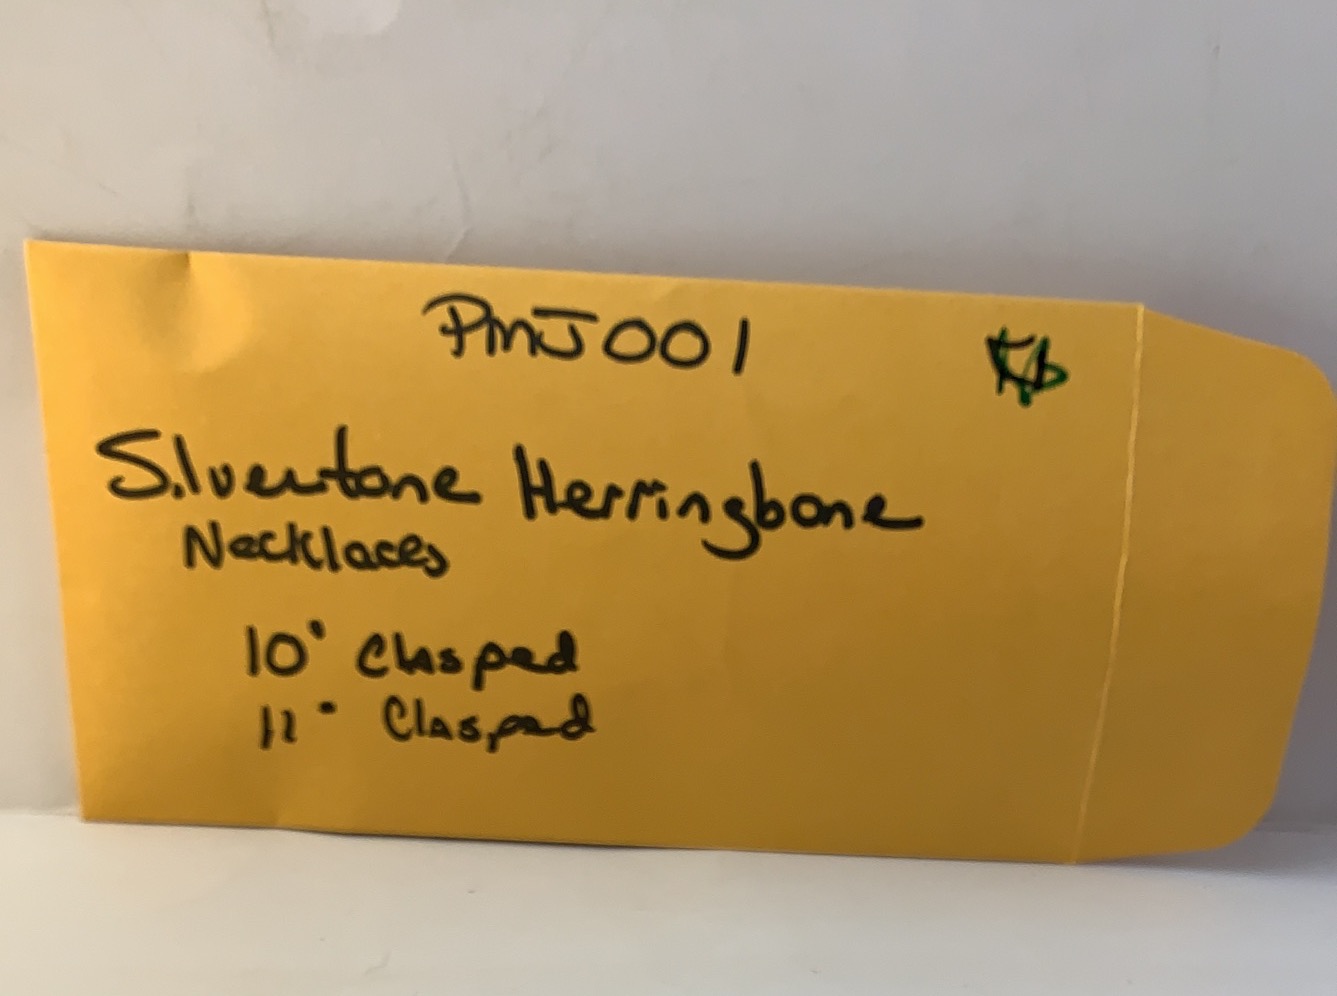 PMJ001
Silvertone Herringbone
Necklaces
10" Clasped
11" Clasped